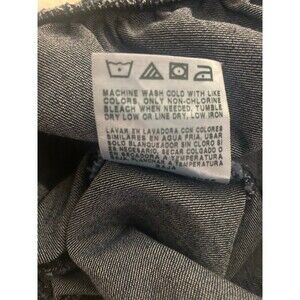 MACHINE WASH COLD WITH LIKE
COLORS, ONLY NON-CHLORINE
BLEACH WHEN NEEDED, TUMBLE
DRY LOW OR LINE DRY, LOW IRON
LAVAR EN LAVADORA CON COLORES
SIMILARES EN AGUA FRIA, USAR
SOLO BLANQUEADOR SIN CLORO SI
ES NECESARIO, SECAR COLGADO O
SECADORA A TEMPERATURA
PLANCHAR A TEMPERATURA